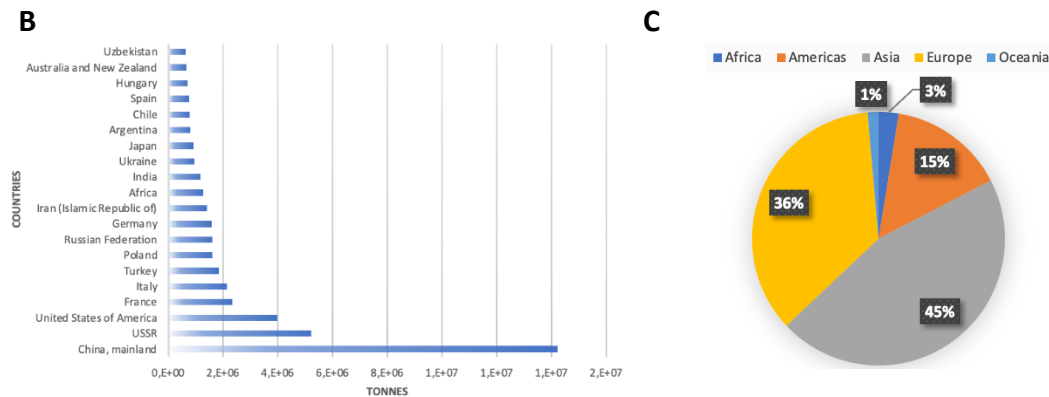 B
COUNTRIES
Uzbekistan
Australia and New Zealand
Hungary
Spain
Chile
Argentina
Japan
Ukraine
India
Africa
Iran (Islamic Republic of)
Germany
Russian Federation
Poland
Turkey
Italy
France
United States of America
USSR
China, mainland
0,E+00 2,E+06 4,E+06 6,E+06 8,E+06 1,E+07 1,E+07 1,E+07 2,E+07
TONNES
C
Africa Americas Asia Europe Oceania
1% 3%
15%
36%
45%